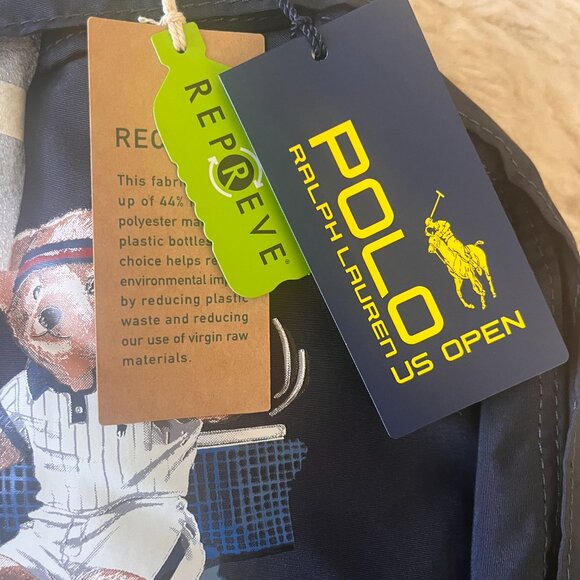 REC
This fabri
up of 44%
polyester ma
plastic bottles
choice helps re
environmental im
by reducing plastic
waste and reducing
our use of virgin raw
materials.
REPREVE®
POLO
RALPH LAUREN
US OPEN